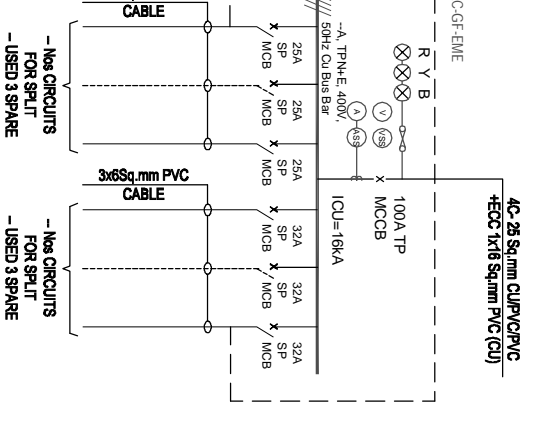 C-GF-EME
4C- 25 Sq.mm CU/PVC/PVC
+ECC 1x16 Sq.mm PVC (CU)
R Y B
V
VSS
A
ASS
100A TP
MCCB
ICU=16kA
--A, TPN+E, 400V,
50Hz Cu Bus Bar
25A
SP
MCB
25A
SP
MCB
25A
SP
MCB
32A
SP
MCB
32A
SP
MCB
32A
SP
MCB
CABLE
3x6Sq.mm PVC
CABLE
- Nos CIRCUITS
FOR SPLIT
- USED 3 SPARE
- Nos CIRCUITS
FOR SPLIT
- USED 3 SPARE